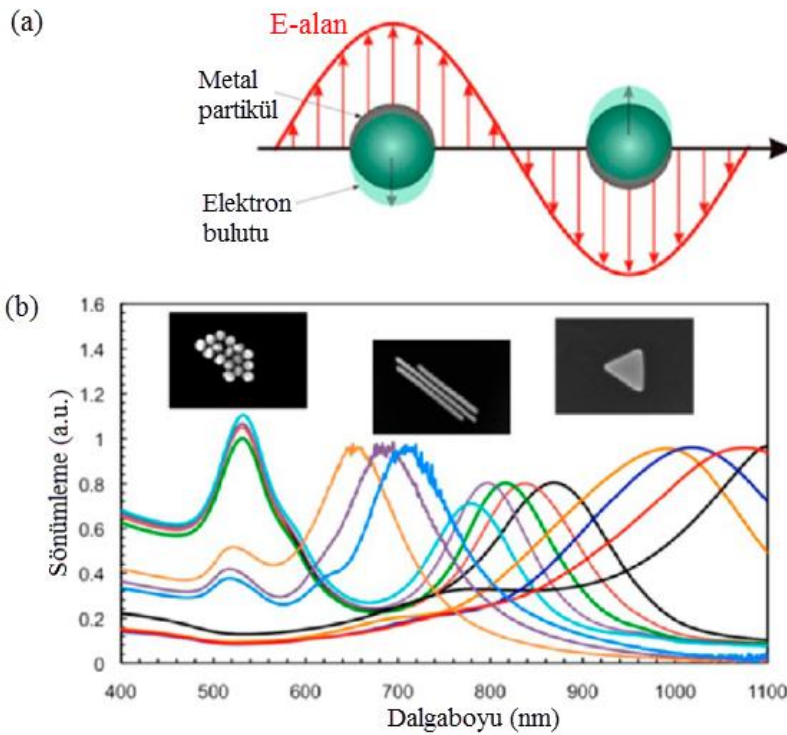 (a)
E-alan
Metal
partikül
Elektron
bulutu
(b)
1.6
1.4
1.2
1
0.8
0.6
0.4
0.2
0
Sönümleme (a.u.)
400 500 600 700 800 900 1000 1100
Dalgaboyu (nm)